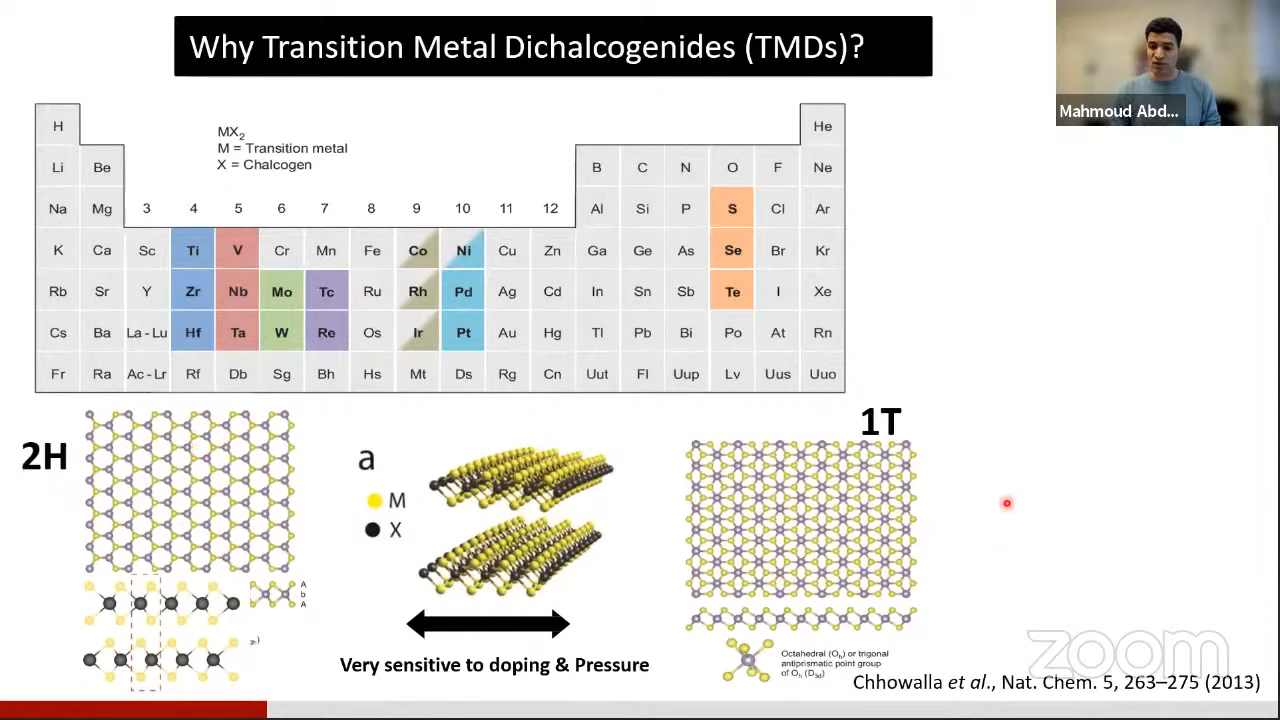 Why Transition Metal Dichalcogenides (TMDs)?
Mahmoud Abd...
MX2
M = Transition metal
X = Chalcogen
H He
Li Be B C N O F Ne
Na Mg 3 4 5 6 7 8 9 10 11 12 Al Si P S Cl Ar
K Ca Sc Ti V Cr Mn Fe Co Ni Cu Zn Ga Ge As Se Br Kr
Rb Sr Y Zr Nb Mo Tc Ru Rh Pd Ag Cd In Sn Sb Te I Xe
Cs Ba La - Lu Hf Ta W Re Os Ir Pt Au Hg Tl Pb Bi Po At Rn
Fr Ra Ac - Lr Rf Db Sg Bh Hs Mt Ds Rg Cn Uut Fl Uup Lv Uus Uuo
2H
a
M
X
1T
A
b
A
3h)
Very sensitive to doping & Pressure
Octahedral (Oh) or trigonal
antiprismatic point group
of Oh (D3d)
zoom
Chhowalla et al., Nat. Chem. 5, 263–275 (2013)